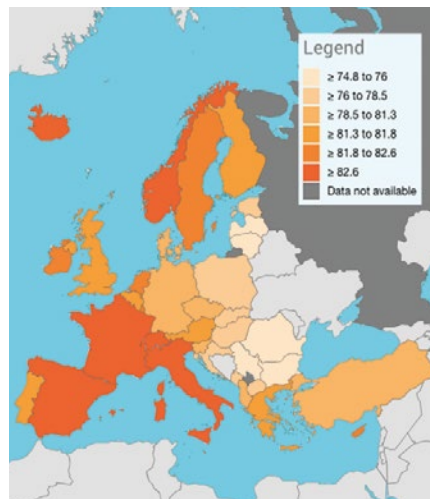 Legend
≥ 74.8 to 76
≥ 76 to 78.5
≥ 78.5 to 81.3
≥ 81.3 to 81.8
≥ 81.8 to 82.6
≥ 82.6
Data not available